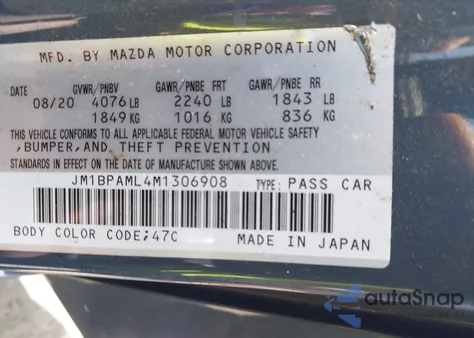 MFD. BY MAZDA MOTOR CORPORATION
DATE GVWR/PNBV GAWR/PNBE FRT GAWR/PNBE RR
08/20 4076 LB 2240 LB 1843 LB
1849 KG 1016 KG 836 KG
THIS VEHICLE CONFORMS TO ALL APPLICABLE FEDERAL MOTOR VEHICLE SAFETY
,BUMPER,AND THEFT PREVENTION
STANDARDS IN EFFECT ON THE DATE OF MANUFACTURE SHOWN ABOVE.
JM1BPAML4M1306908 TYPE: PASS CAR
BODY COLOR CODE;47C MADE IN JAPAN
autoSnap